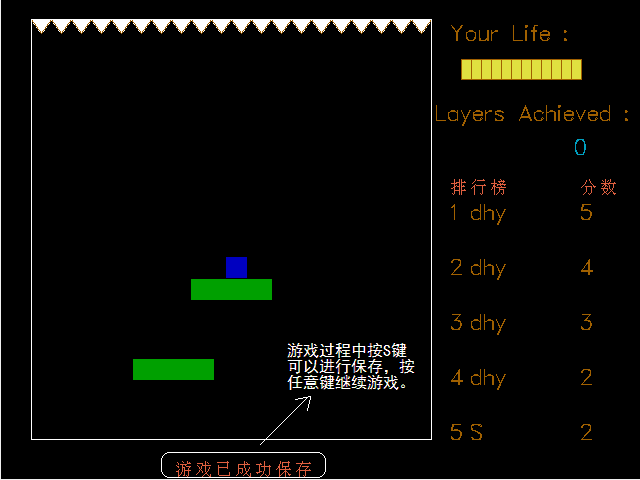 Your Life :
Layers Achieved :
0
排行榜 分数
1 dhy 5
2 dhy 4
3 dhy 3
4 dhy 2
5 S 2
游戏过程中按S键
可以进行保存，按
任意键继续游戏。
游戏已成功保存